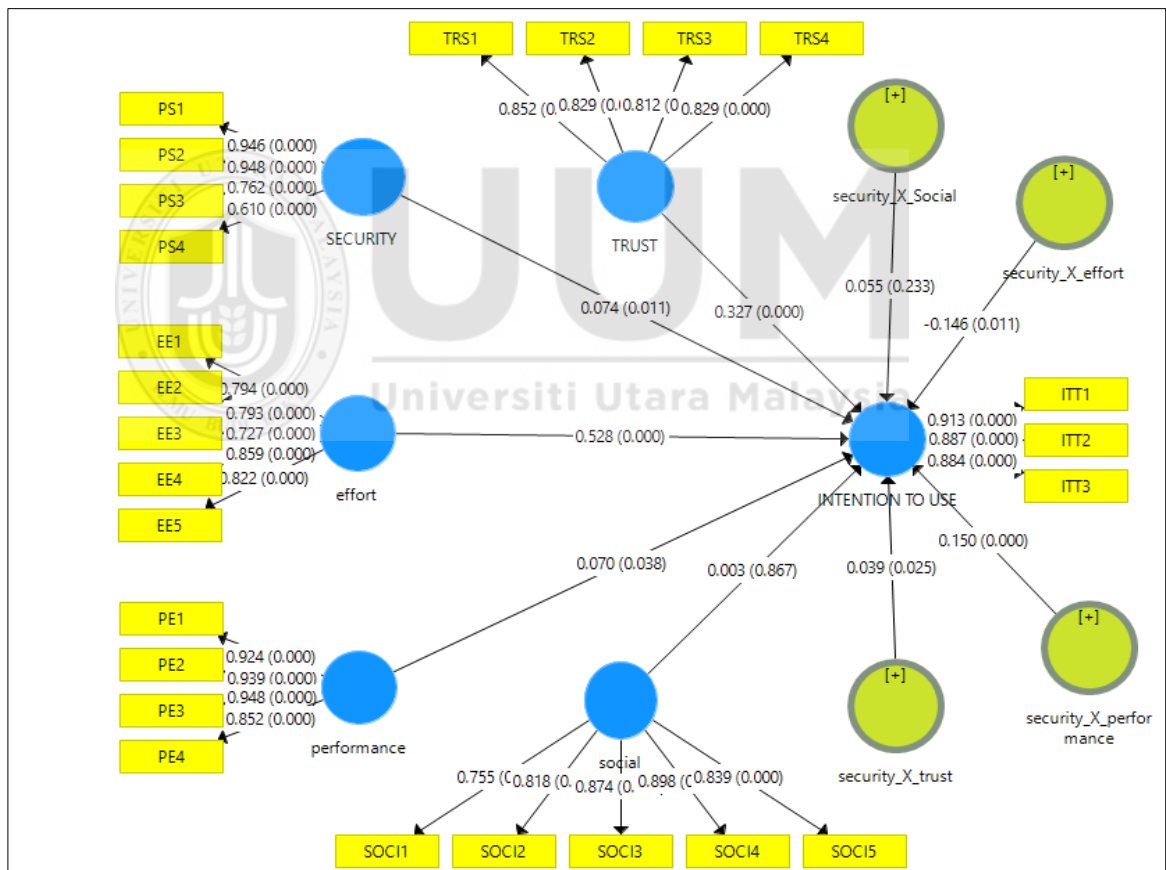 TRS1
TRS2
TRS3
TRS4
0.852 (0.
0.829 (0.
0.812 (0
0.829 (0.000)
TRUST
PS1
PS2
PS3
PS4
0.946 (0.000)
0.948 (0.000)
0.762 (0.000)
0.610 (0.000)
SECURITY
[+]
security_X_Social
[+]
security_X_effort
0.055 (0.233)
-0.146 (0.011)
0.074 (0.011)
0.327 (0.000)
UUM
Universiti Utara Malaysia
EE1
EE2
EE3
EE4
EE5
0.794 (0.000)
0.793 (0.000)
0.727 (0.000)
0.859 (0.000)
0.822 (0.000)
effort
0.528 (0.000)
ITT1
ITT2
ITT3
0.913 (0.000)
0.887 (0.000)
0.884 (0.000)
INTENTION TO USE
0.070 (0.038)
0.003 (0.867)
0.039 (0.025)
0.150 (0.000)
PE1
PE2
PE3
PE4
0.924 (0.000)
0.939 (0.000)
0.948 (0.000)
0.852 (0.000)
performance
social
[+]
security_X_trust
[+]
security_X_perfor
mance
0.755 (
0.818 (0.
0.874 (0.
0.898 (
0.839 (0.000)
SOCI1
SOCI2
SOCI3
SOCI4
SOCI5